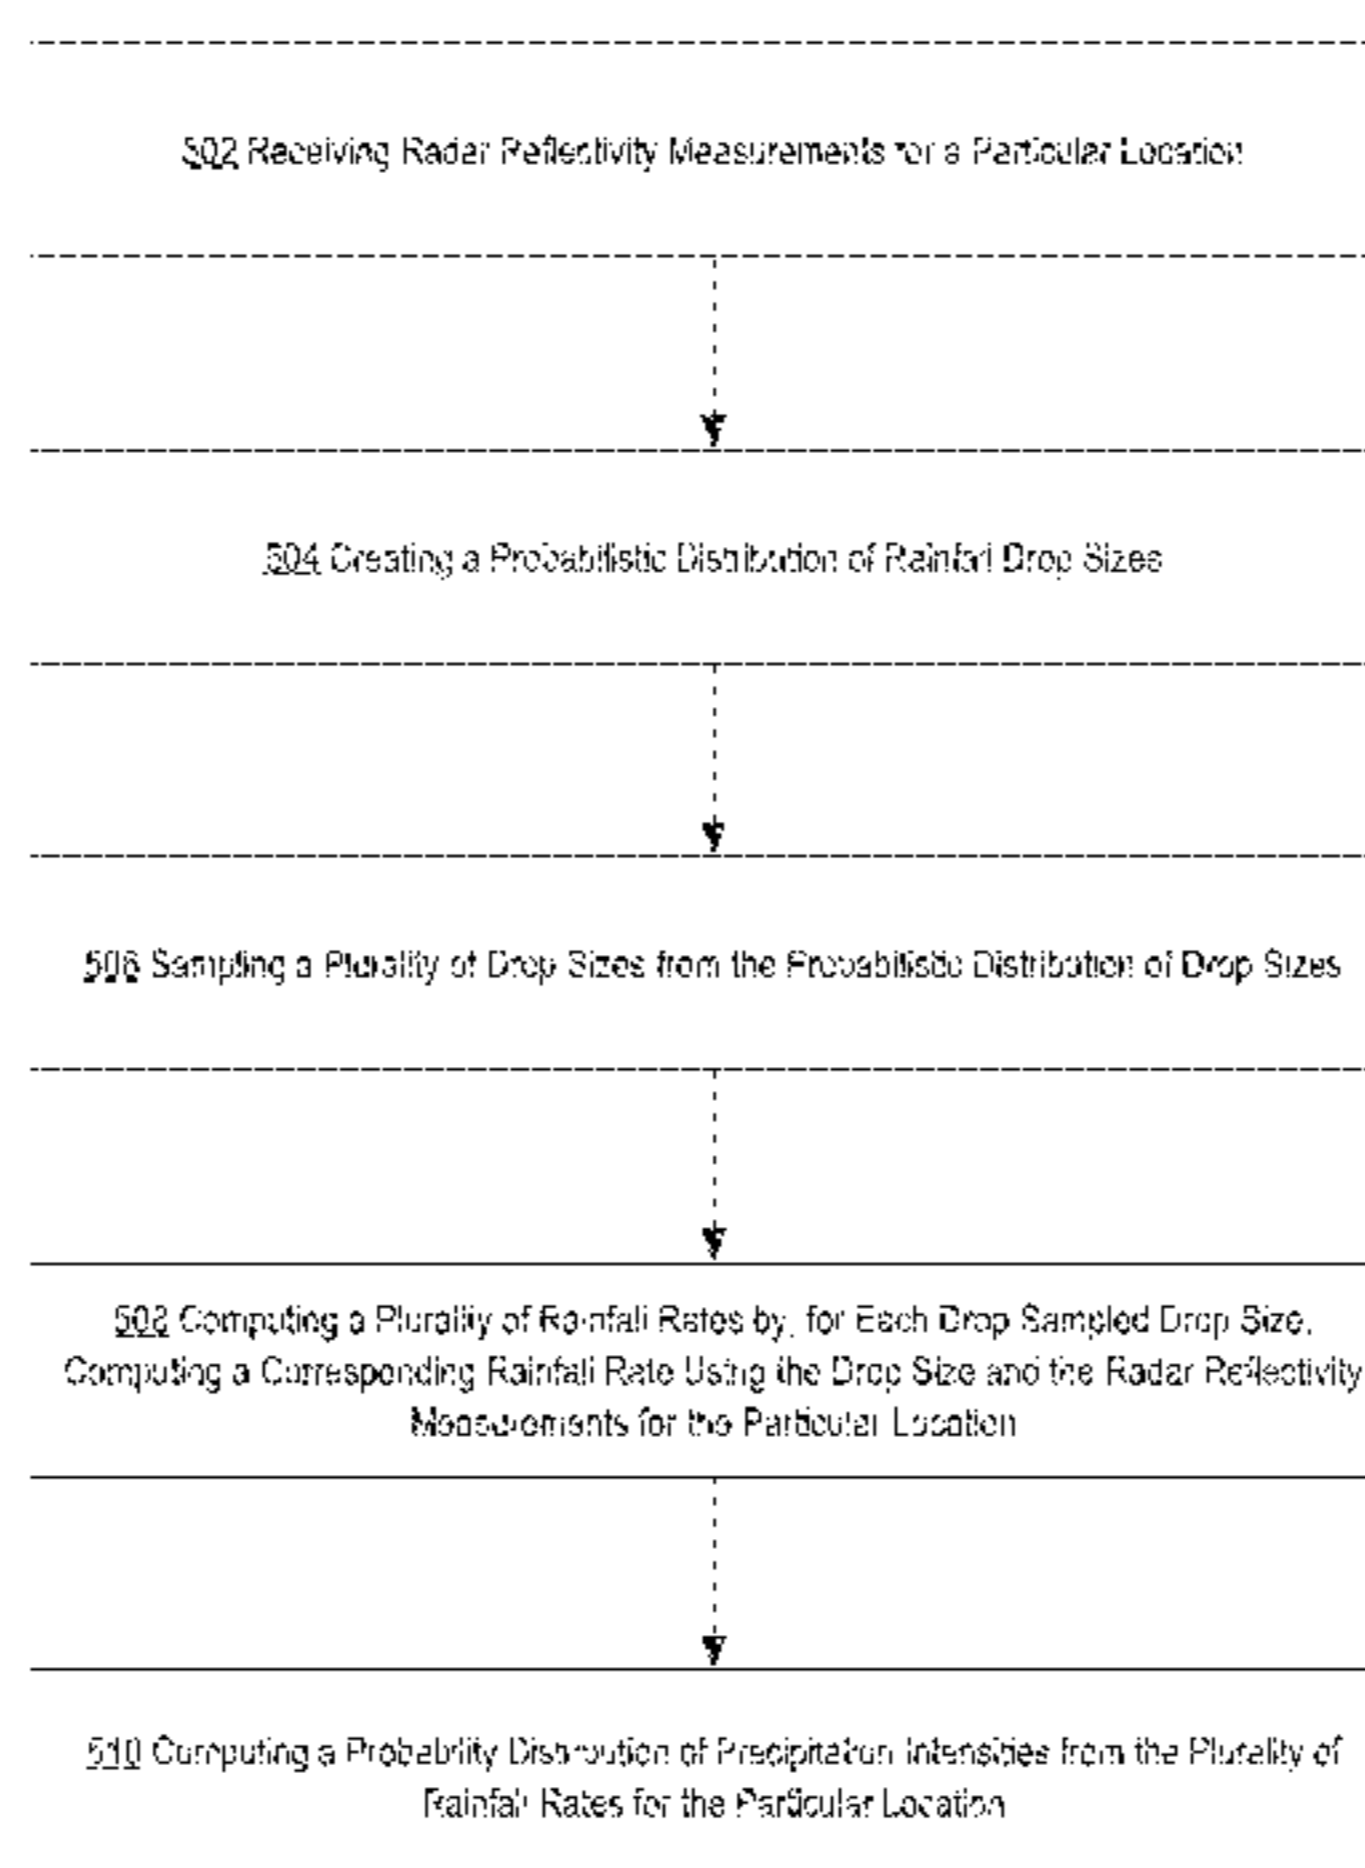 502 Receiving Radar Reflectivity Measurements for a Particular Location
504 Creating a Probabilistic Distribution of Rainfall Drop Sizes
506 Sampling a Plurality of Drop Sizes from the Probabilistic Distribution of Drop Sizes
508 Computing a Plurality of Rainfall Rates by, for Each Drop Sampled Drop Size,
Computing a Corresponding Rainfall Rate Using the Drop Size and the Radar Reflectivity
Measurements for the Particular Location
510 Computing a Probability Distribution of Precipitation Intensities from the Plurality of
Rainfall Rates for the Particular Location